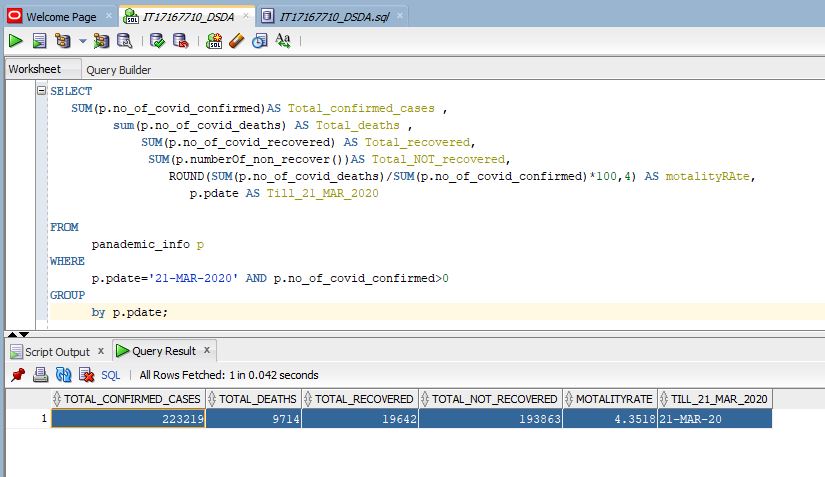 Welcome Page IT17167710_DSDA IT17167710_DSDA.sql
SQL Aa
Worksheet Query Builder
SELECT
SUM(p.no_of_covid_confirmed)AS Total_confirmed_cases ,
sum(p.no_of_covid_deaths) AS Total_deaths ,
SUM(p.no_of_covid_recovered) AS Total_recovered,
SUM(p.numberOf_non_recover())AS Total_NOT_recovered,
ROUND(SUM(p.no_of_covid_deaths)/SUM(p.no_of_covid_confirmed)*100,4) AS motalityRAte,
p.pdate AS Till_21_MAR_2020
FROM
panademic_info p
WHERE
p.pdate='21-MAR-2020' AND p.no_of_covid_confirmed>0
GROUP
by p.pdate;
Script Output x Query Result x
SQL | All Rows Fetched: 1 in 0.042 seconds
TOTAL_CONFIRMED_CASES TOTAL_DEATHS TOTAL_RECOVERED TOTAL_NOT_RECOVERED MOTALITYRATE TILL_21_MAR_2020
1 223219 9714 19642 193863 4.3518 21-MAR-20